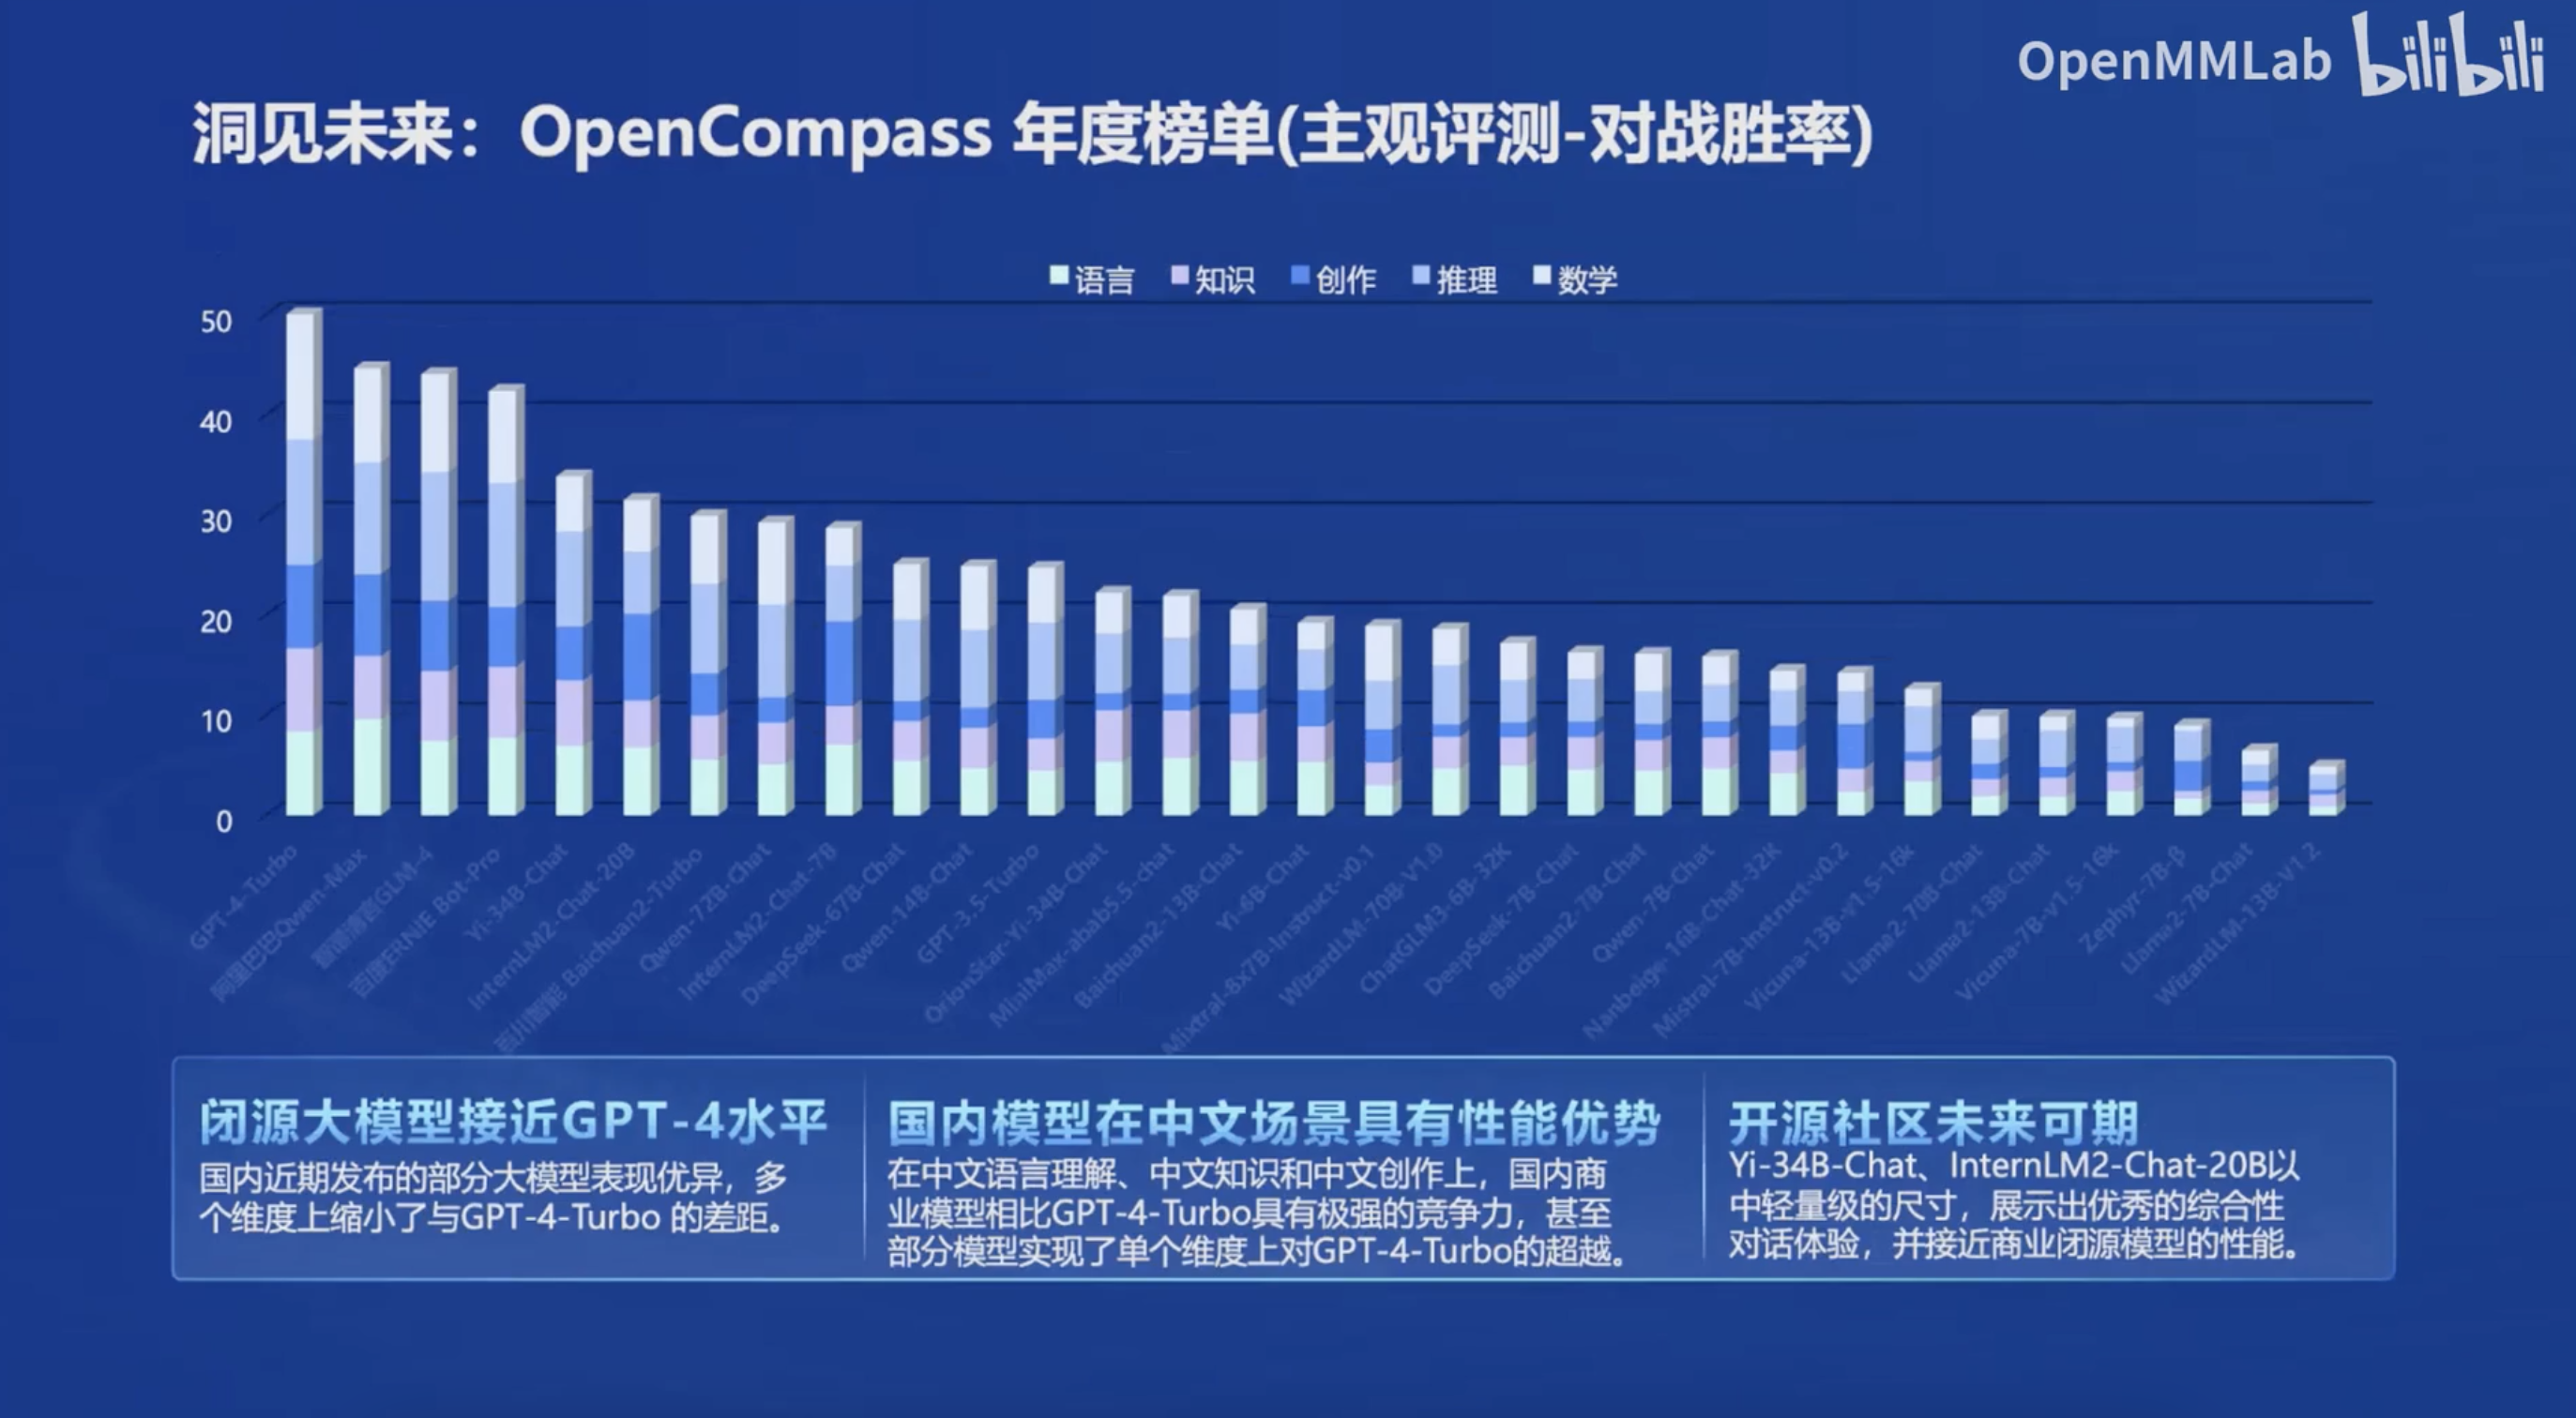 OpenMMLab bilibili
洞见未来：OpenCompass 年度榜单(主观评测-对战胜率)
语言 知识 创作 推理 数学
50
40
30
20
10
0
GPT-4-Turbo
阿里巴巴Qwen-Max
智谱清言GLM-4
百度ERNIE Bot-Pro
Yi-34B-Chat
InternLM2-Chat-20B
百川智能 Baichuan2-Turbo
Qwen-72B-Chat
InternLM2-Chat-7B
DeepSeek-67B-Chat
Qwen-14B-Chat
GPT-3.5-Turbo
OrionStar-Yi-34B-Chat
MiniMax-abab5.5-chat
Baichuan2-13B-Chat
Yi-6B-Chat
Mixtral-8x7B-Instruct-v0.1
WizardLM-70B-V1.0
ChatGLM3-6B-32K
DeepSeek-7B-Chat
Baichuan2-7B-Chat
Qwen-7B-Chat
Nanbeige-16B-Chat-32K
Mistral-7B-Instruct-v0.2
Vicuna-13B-v1.5-16k
Llama2-70B-Chat
Llama2-13B-Chat
Vicuna-7B-v1.5-16k
Zephyr-7B-β
Llama2-7B-Chat
WizardLM-13B-V1.2
闭源大模型接近GPT-4水平
国内近期发布的部分大模型表现优异，多
个维度上缩小了与GPT-4-Turbo 的差距。
国内模型在中文场景具有性能优势
在中文语言理解、中文知识和中文创作上，国内商
业模型相比GPT-4-Turbo具有极强的竞争力，甚至
部分模型实现了单个维度上对GPT-4-Turbo的超越。
开源社区未来可期
Yi-34B-Chat、InternLM2-Chat-20B以
中轻量级的尺寸，展示出优秀的综合性
对话体验，并接近商业闭源模型的性能。